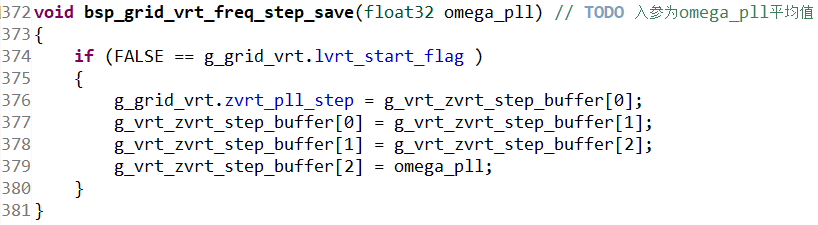 372void bsp_grid_vrt_freq_step_save(float32 omega_pll) // TODO 入参为omega_pll平均值
373{
374    if (FALSE == g_grid_vrt.lvrt_start_flag )
375    {
376        g_grid_vrt.zvrt_pll_step = g_vrt_zvrt_step_buffer[0];
377        g_vrt_zvrt_step_buffer[0] = g_vrt_zvrt_step_buffer[1];
378        g_vrt_zvrt_step_buffer[1] = g_vrt_zvrt_step_buffer[2];
379        g_vrt_zvrt_step_buffer[2] = omega_pll;
380    }
381}